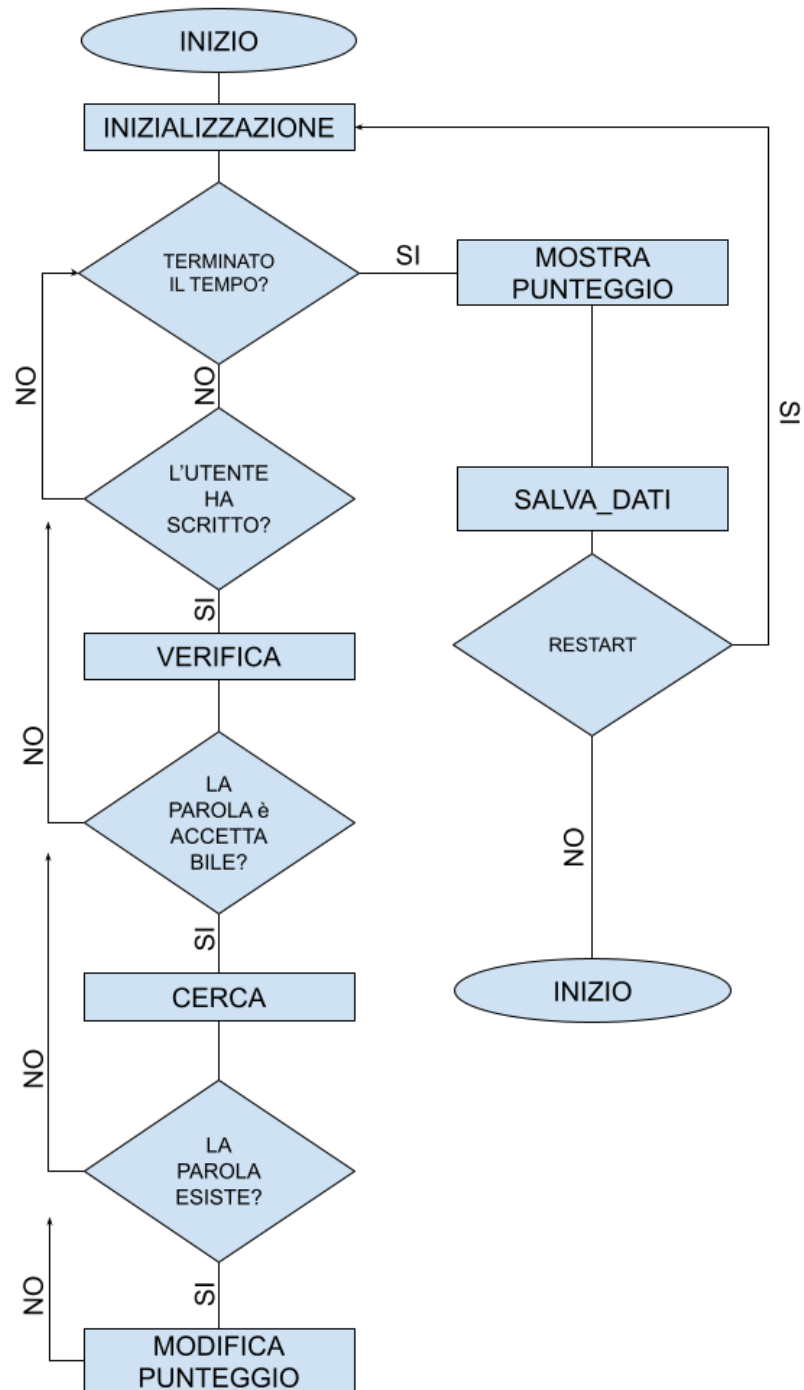 INIZIO
INIZIALIZZAZIONE
TERMINATO
IL TEMPO?
SI
MOSTRA
PUNTEGGIO
NO
NO
SI
L'UTENTE
HA
SCRITTO?
SALVA_DATI
SI
VERIFICA
RESTART
NO
LA
PAROLA è
ACCETTA
BILE?
NO
SI
CERCA
INIZIO
NO
LA
PAROLA
ESISTE?
NO
SI
MODIFICA
PUNTEGGIO